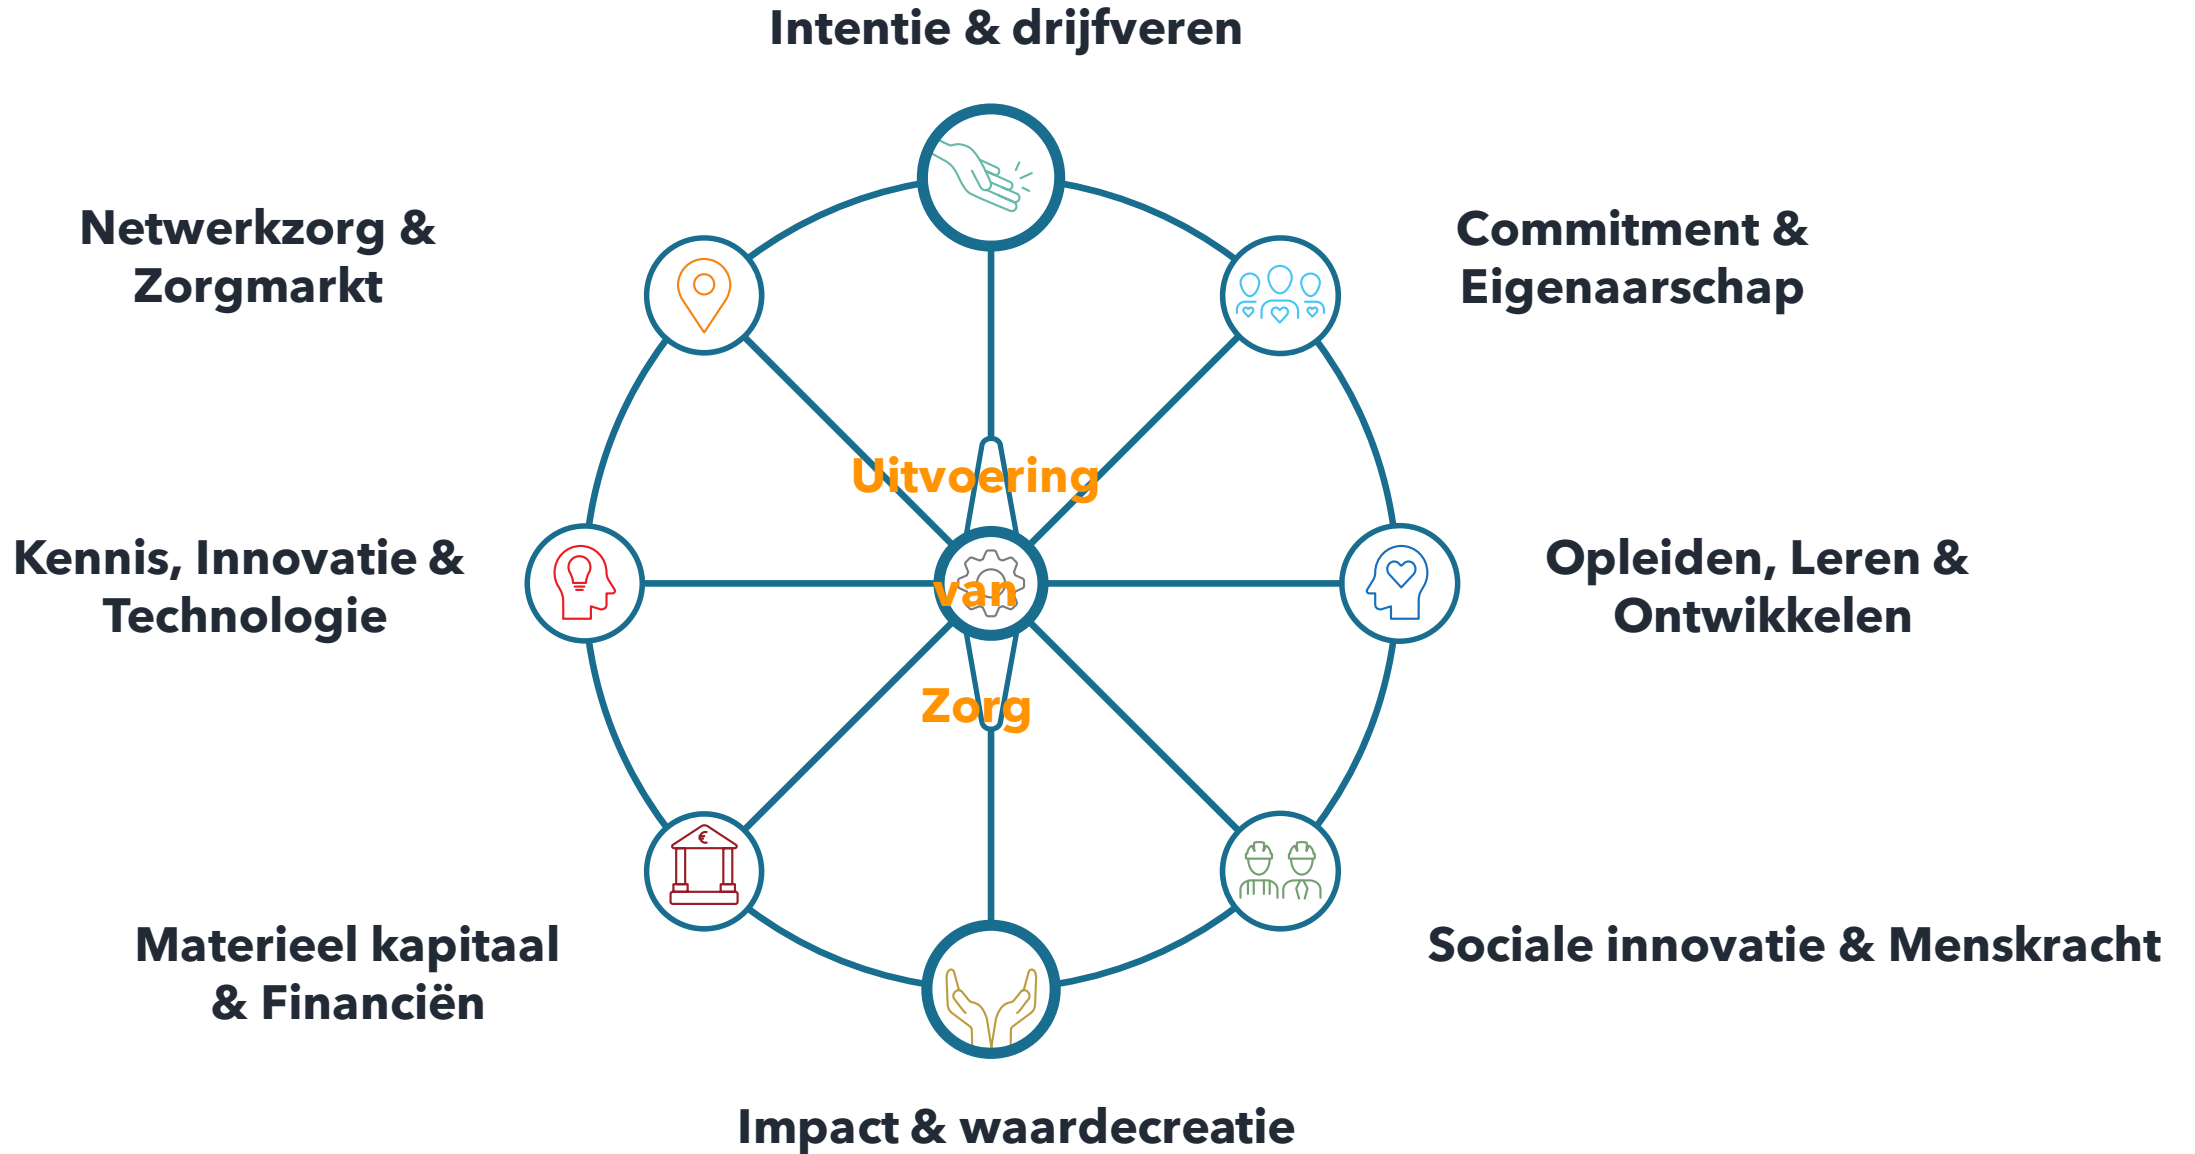 Intentie & drijfveren
Netwerkzorg &
Zorgmarkt
Commitment &
Eigenaarschap
Uitvoering
van
Zorg
Kennis, Innovatie &
Technologie
Opleiden, Leren &
Ontwikkelen
€
Materieel kapitaal
& Financiën
Sociale innovatie & Menskracht
Impact & waardecreatie